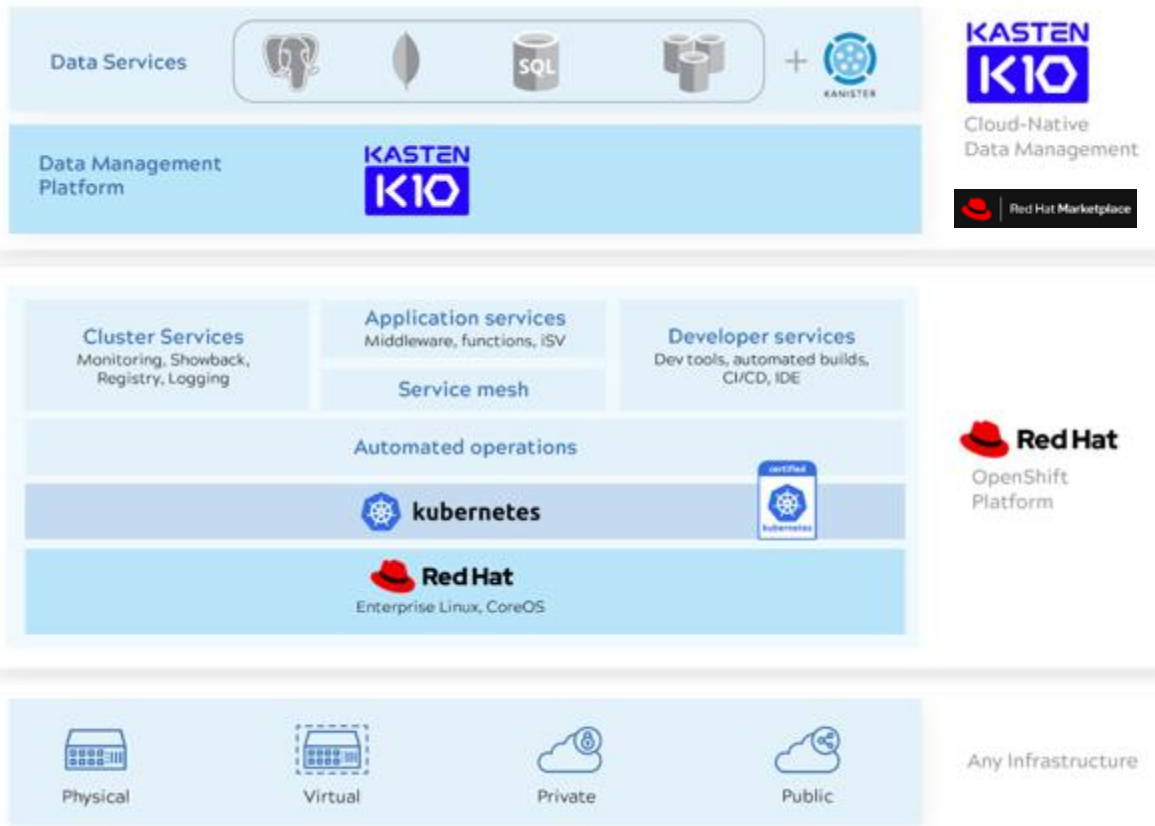 Data Services
SQL
+
KANISTER
KASTEN
K10
Cloud-Native
Data Management
Data Management
Platform
KASTEN
K10
Red Hat Marketplace
Cluster Services
Monitoring, Showback,
Registry, Logging
Application services
Middleware, functions, iSV
Service mesh
Developer services
Dev tools, automated builds,
CI/CD, IDE
Automated operations
kubernetes
certified
kubernetes
Red Hat
Enterprise Linux, CoreOS
Red Hat
OpenShift
Platform
Physical
Virtual
Private
Public
Any Infrastructure